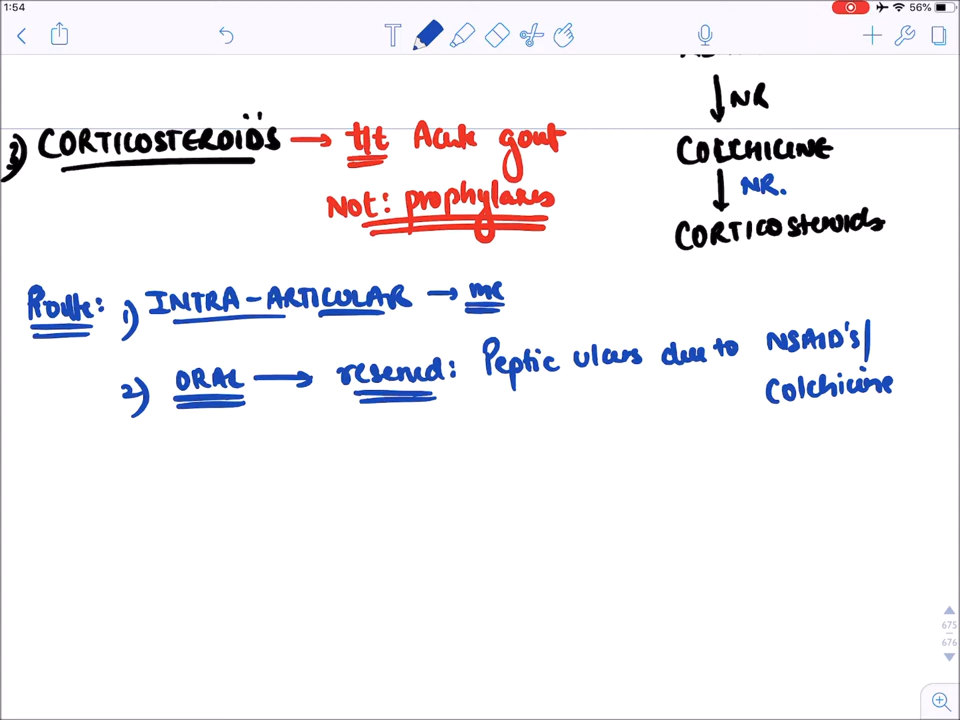 1:54
56%
T
↓ NR
3) CORTICOSTEROIDS → t/t Acute gout
Not: prophylaxis
COLCHICINE
↓ NR.
CORTICOSteroids
Route: 1) INTRA-ARTICULAR → mc
2) ORAL → reserved: Peptic ulcers due to NSAID's/
Colchicine
675
676